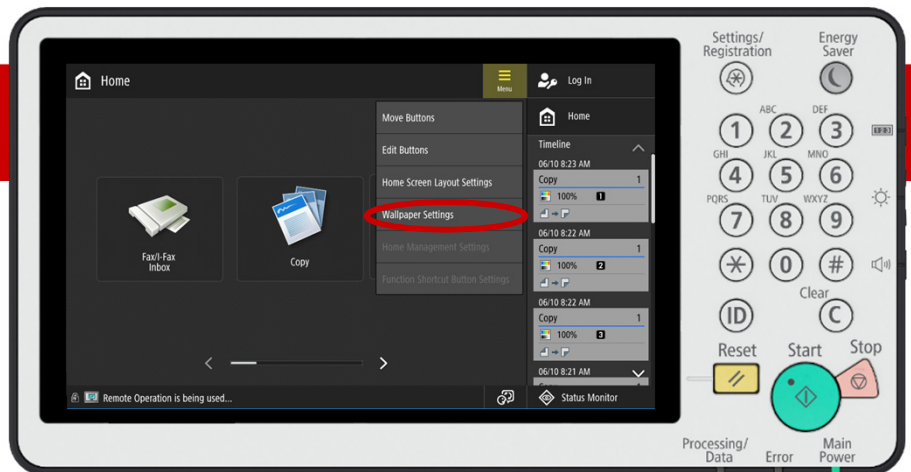 Home
Menu
Log In
Move Buttons
Edit Buttons
Home Screen Layout Settings
Wallpaper Settings
Home Management Settings
Function Shortcut Button Settings
Fax/I-Fax
Inbox
Copy
Home
Timeline
06/10 8:23 AM
Copy 1
100% 1
06/10 8:22 AM
Copy 1
100% 2
06/10 8:22 AM
Copy 1
100% 3
06/10 8:21 AM
Remote Operation is being used...
Status Monitor
Settings/
Registration
Energy
Saver
ABC DEF
1 2 3
GHI JKL MNO
4 5 6
PQRS TUV WXYZ
7 8 9
0 #
Clear
ID C
Reset Start Stop
Processing/
Data
Error
Main
Power